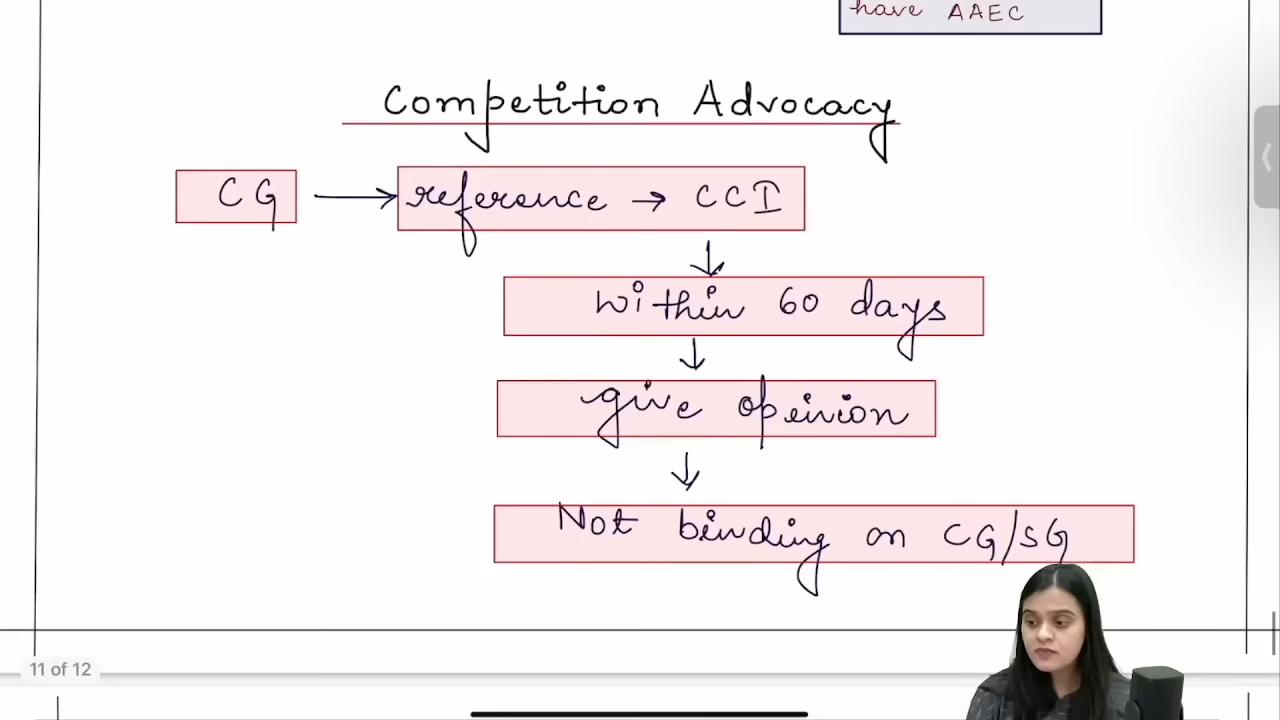 have AAEC
Competition Advocacy
CG → reference → CCI
↓
within 60 days
↓
give opinion
↓
Not binding on CG/SG
11 of 12